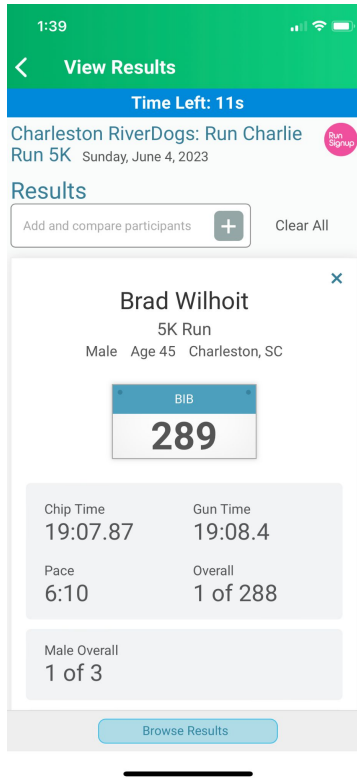 1:39
View Results
Time Left: 11s
Charleston RiverDogs: Run Charlie
Run 5K Sunday, June 4, 2023
Run
Signup
Results
Add and compare participants +
Clear All
×
Brad Wilhoit
5K Run
Male Age 45 Charleston, SC
BIB
289
Chip Time Gun Time
19:07.87 19:08.4
Pace Overall
6:10 1 of 288
Male Overall
1 of 3
Browse Results